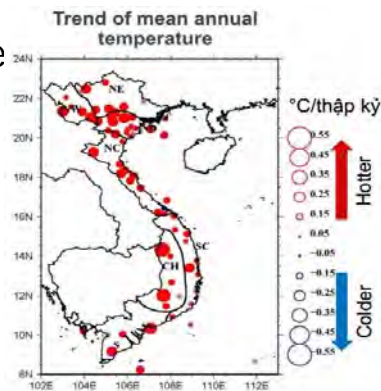 e
Trend of mean annual
temperature
24N
22N
20N
18N
16N
14N
12N
10N
8N
6N
102E 104E 106E 108E 110E 112E
NE
NC
SC
CH
S
°C/thập kỷ
0.55
0.45
0.35
0.25
0.15
0.05
−0.05
−0.15
−0.25
−0.35
−0.45
−0.55
Hotter
Colder